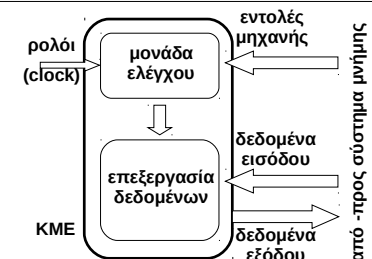 ρολόι
(clock)
μονάδα
ελέγχου
εντολές
μηχανής
επεξεργασία
δεδομένων
δεδομένα
εισόδου
δεδομένα
εξόδου
ΚΜΕ
από -προς σύστημα μνήμης